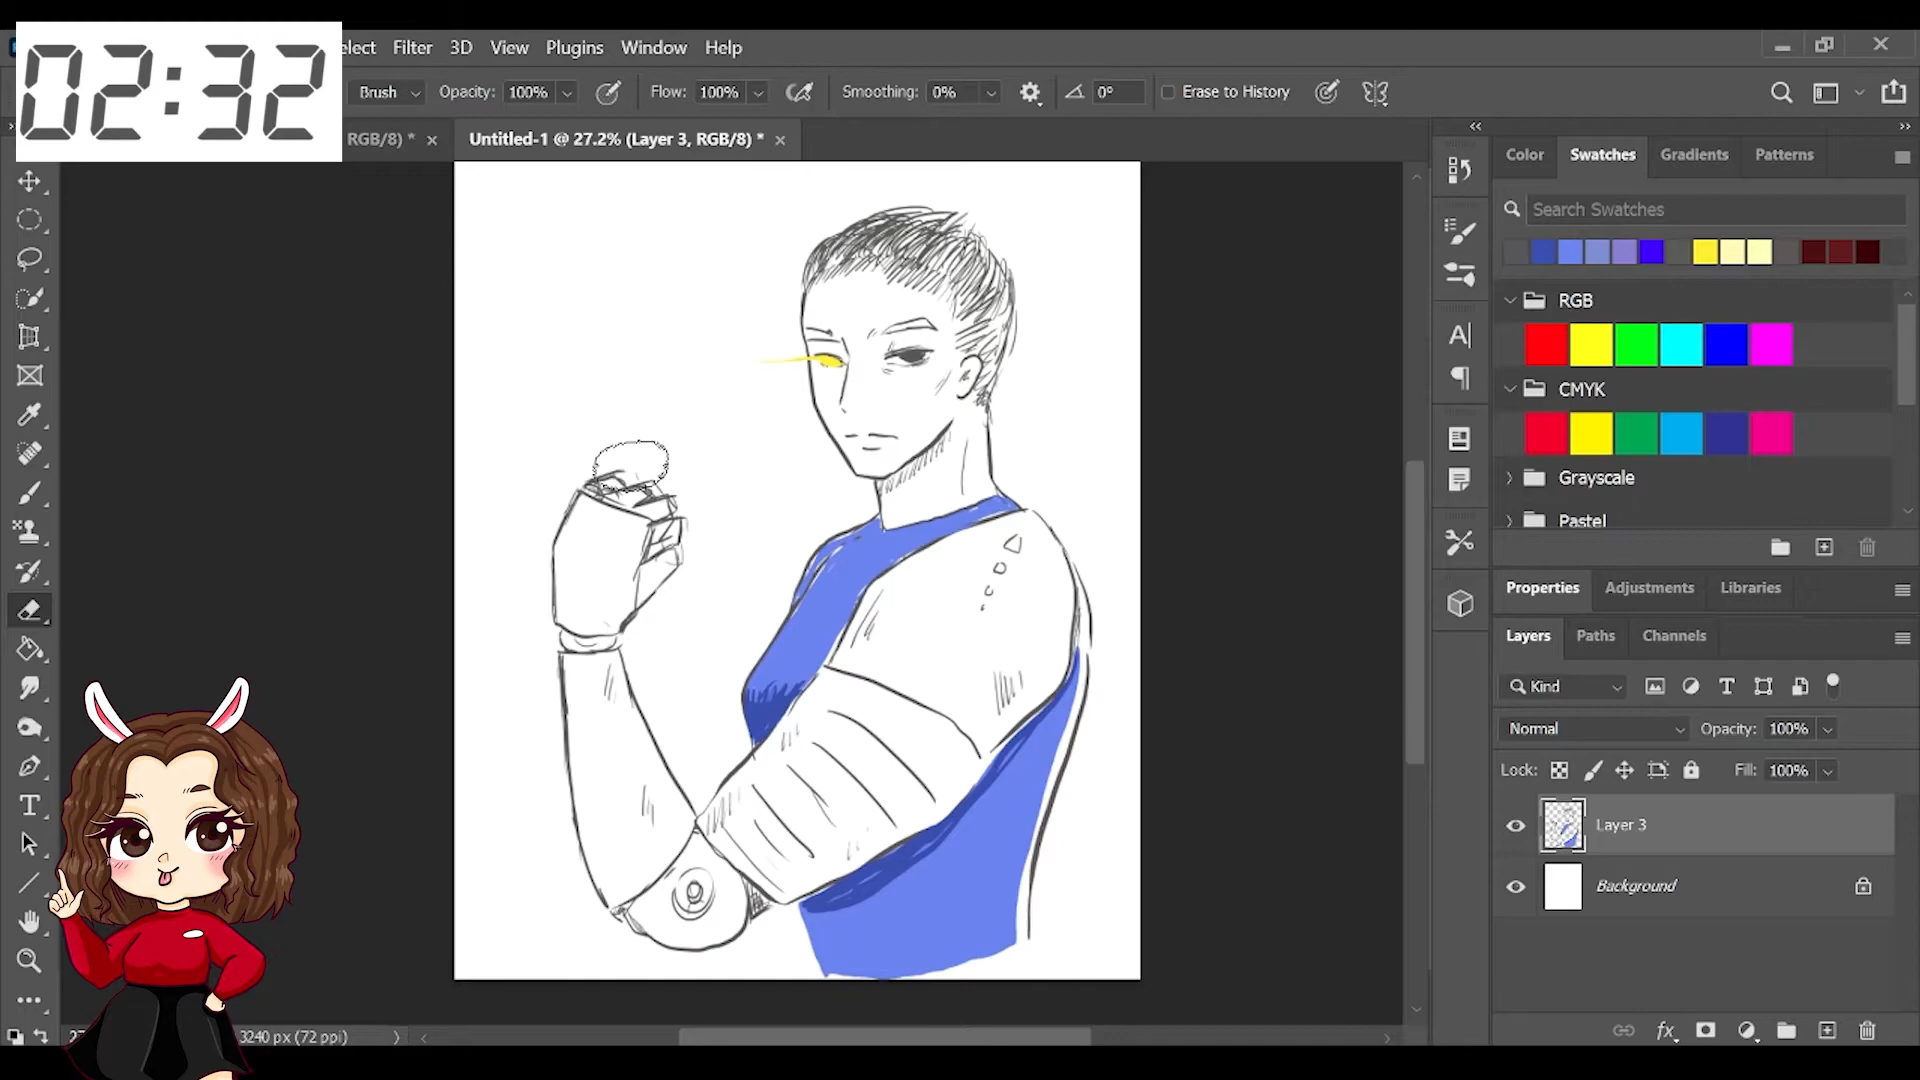 02:32
elect Filter 3D View Plugins Window Help
Brush Opacity: 100% Flow: 100% Smoothing: 0% 0° Erase to History
RGB/8) * × Untitled-1 @ 27.2% (Layer 3, RGB/8) * ×
Color Swatches Gradients Patterns
Search Swatches
RGB
CMYK
Grayscale
Pastel
Properties Adjustments Libraries
Layers Paths Channels
Kind
Normal Opacity: 100%
Lock: Fill: 100%
Layer 3
Background
3240 px (72 ppi)
fx